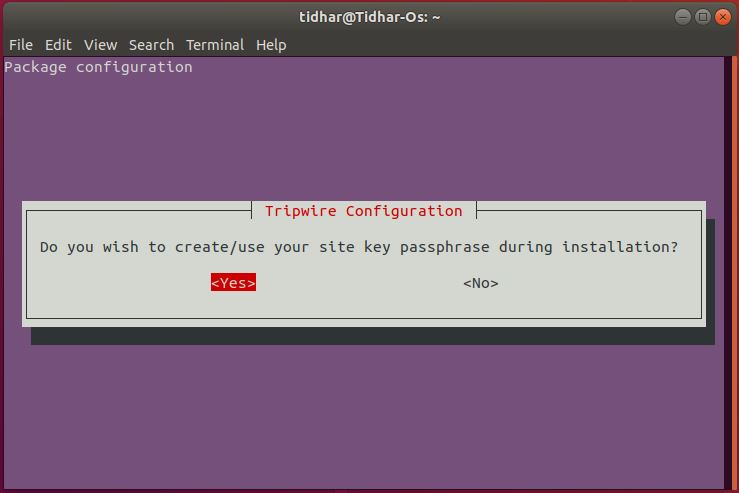 tidhar@Tidhar-Os: ~
File Edit View Search Terminal Help
Package configuration
Tripwire Configuration
Do you wish to create/use your site key passphrase during installation?
<Yes> <No>